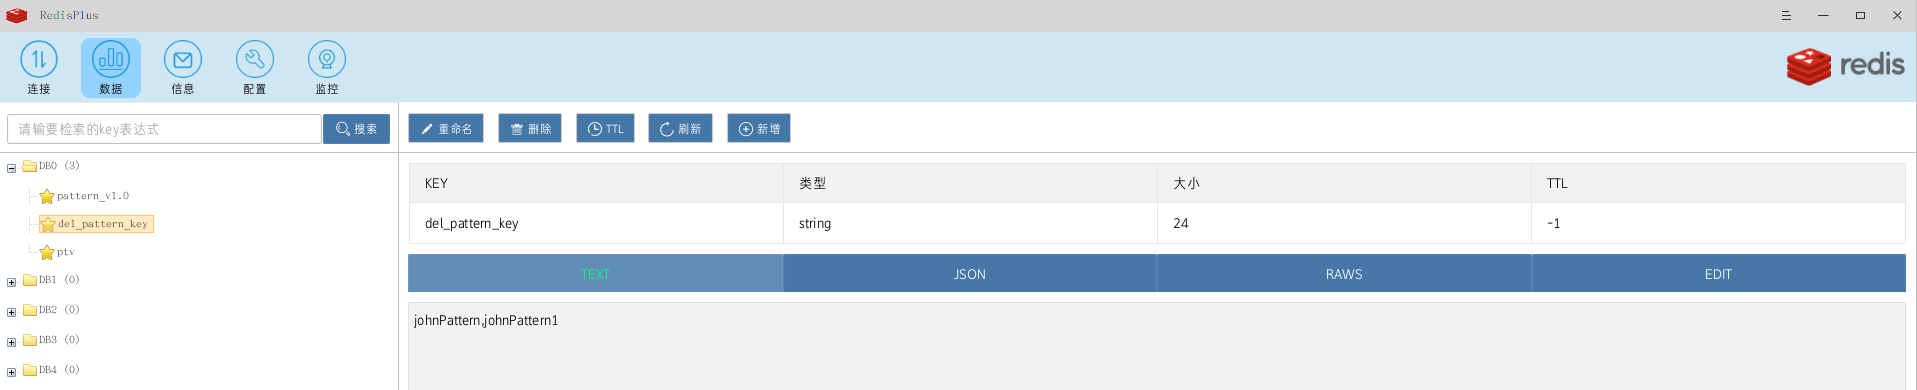 RedisPlus
连接 数据 信息 配置 监控
redis
请输要检索的key表达式 搜索
重命名 删除 TTL 刷新 新增
DB0 (3)
pattern_v1.0
del_pattern_key
ptv
DB1 (0)
DB2 (0)
DB3 (0)
DB4 (0)
KEY 类型 大小 TTL
del_pattern_key string 24 -1
TEXT JSON RAWS EDIT
johnPattern,johnPattern1